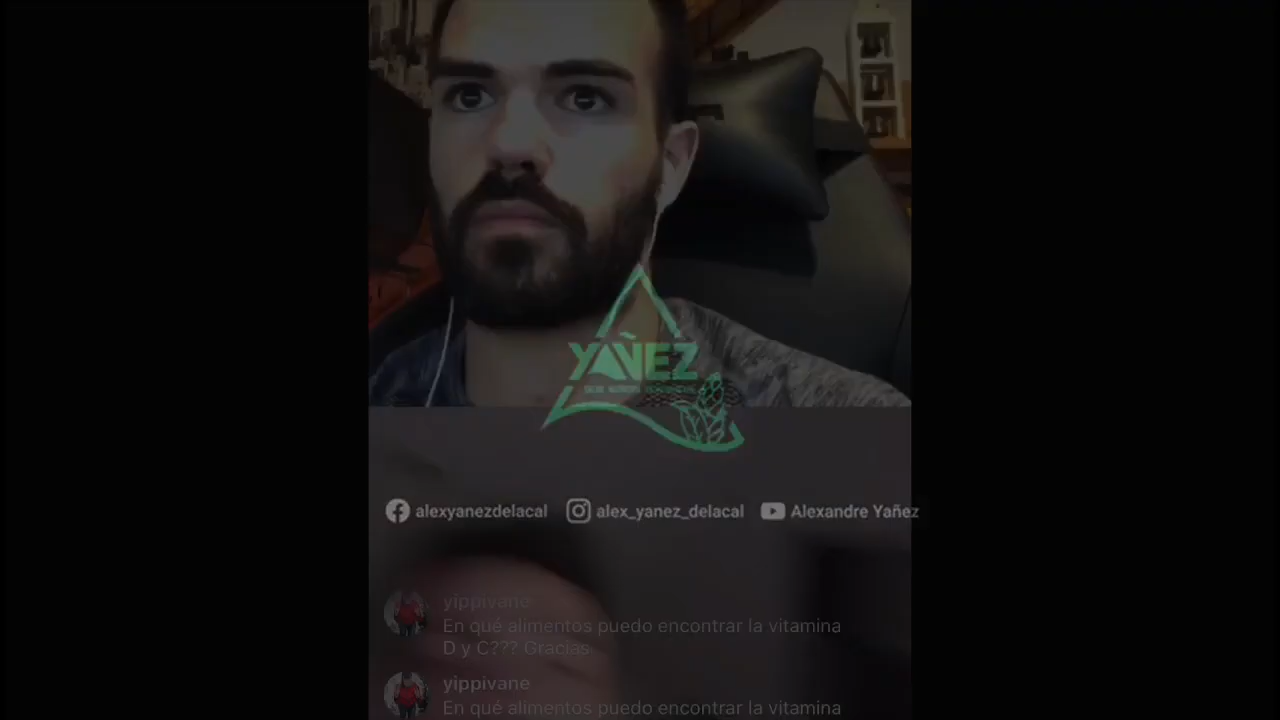 YAÑEZ
alexyanezdelacal
alex_yanez_delacal
Alexandre Yañez
yippivane
En qué alimentos puedo encontrar la vitamina
D y C??? Gracias
yippivane
En qué alimentos puedo encontrar la vitamina